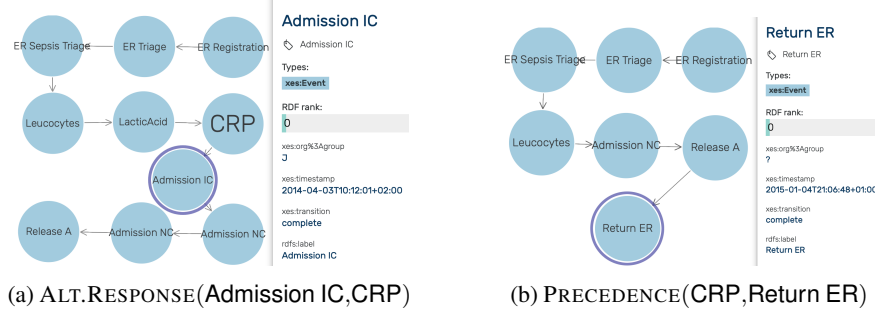 ER Sepsis Triage
ER Triage
ER Registration
Leucocytes
LacticAcid
CRP
Admission IC
Release A
Admission NC
Admission NC
Admission IC
Admission IC
Types:
xes:Event
RDF rank:
0
xes:org%3Agroup
J
xes:timestamp
2014-04-03T10:12:01+02:00
xes:transition
complete
rdfs:label
Admission IC
(a) ALT.RESPONSE(Admission IC,CRP)
ER Sepsis Triage
ER Triage
ER Registration
Leucocytes
Admission NC
Release A
Return ER
Return ER
Return ER
Types:
xes:Event
RDF rank:
0
xes:org%3Agroup
?
xes:timestamp
2015-01-04T21:06:48+01:00
xes:transition
complete
rdfs:label
Return ER
(b) PRECEDENCE(CRP,Return ER)